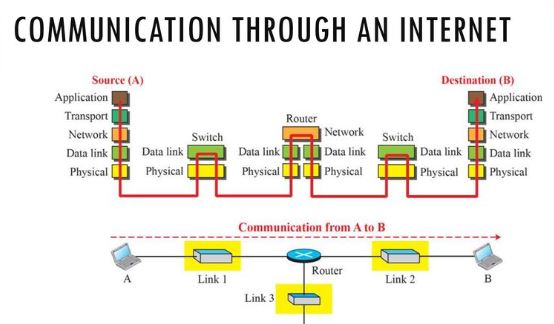 COMMUNICATION THROUGH AN INTERNET
Source (A)
Destination (B)
Application
Application
Transport
Router
Transport
Network
Switch
Network
Switch
Network
Data link
Data link
Data link
Data link
Data link
Data link
Physical
Physical
Physical
Physical
Physical
Physical
Communication from A to B
A
Link 1
Router
Link 2
B
Link 3